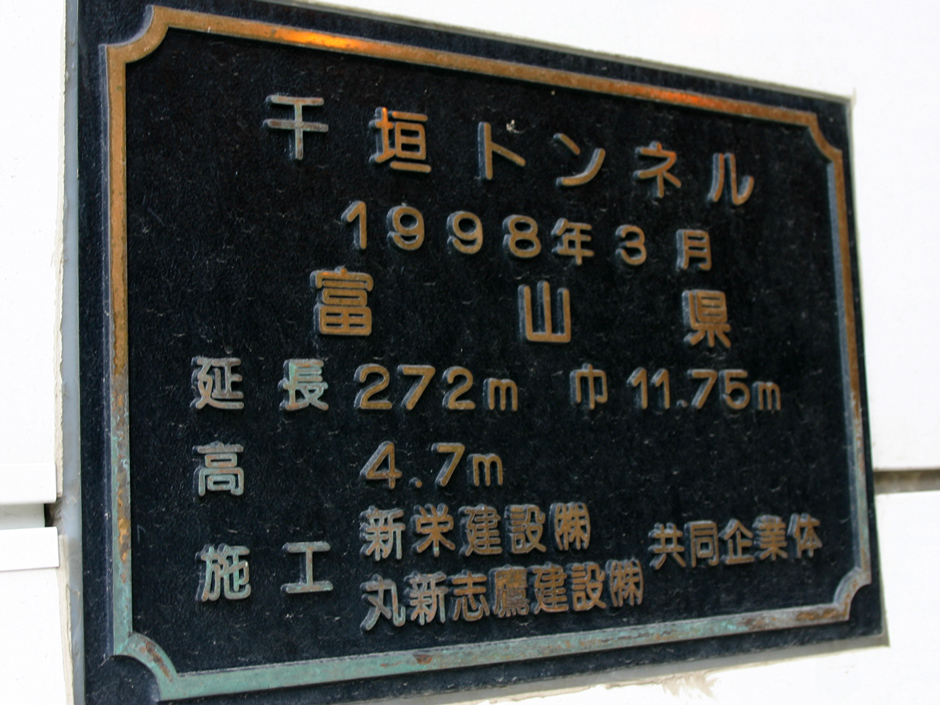 千垣トンネル
1998年3月
富山県
延長 272m 巾 11.75m
高 4.7m
施工 新栄建設㈱ 共同企業体
丸新志鷹建設㈱